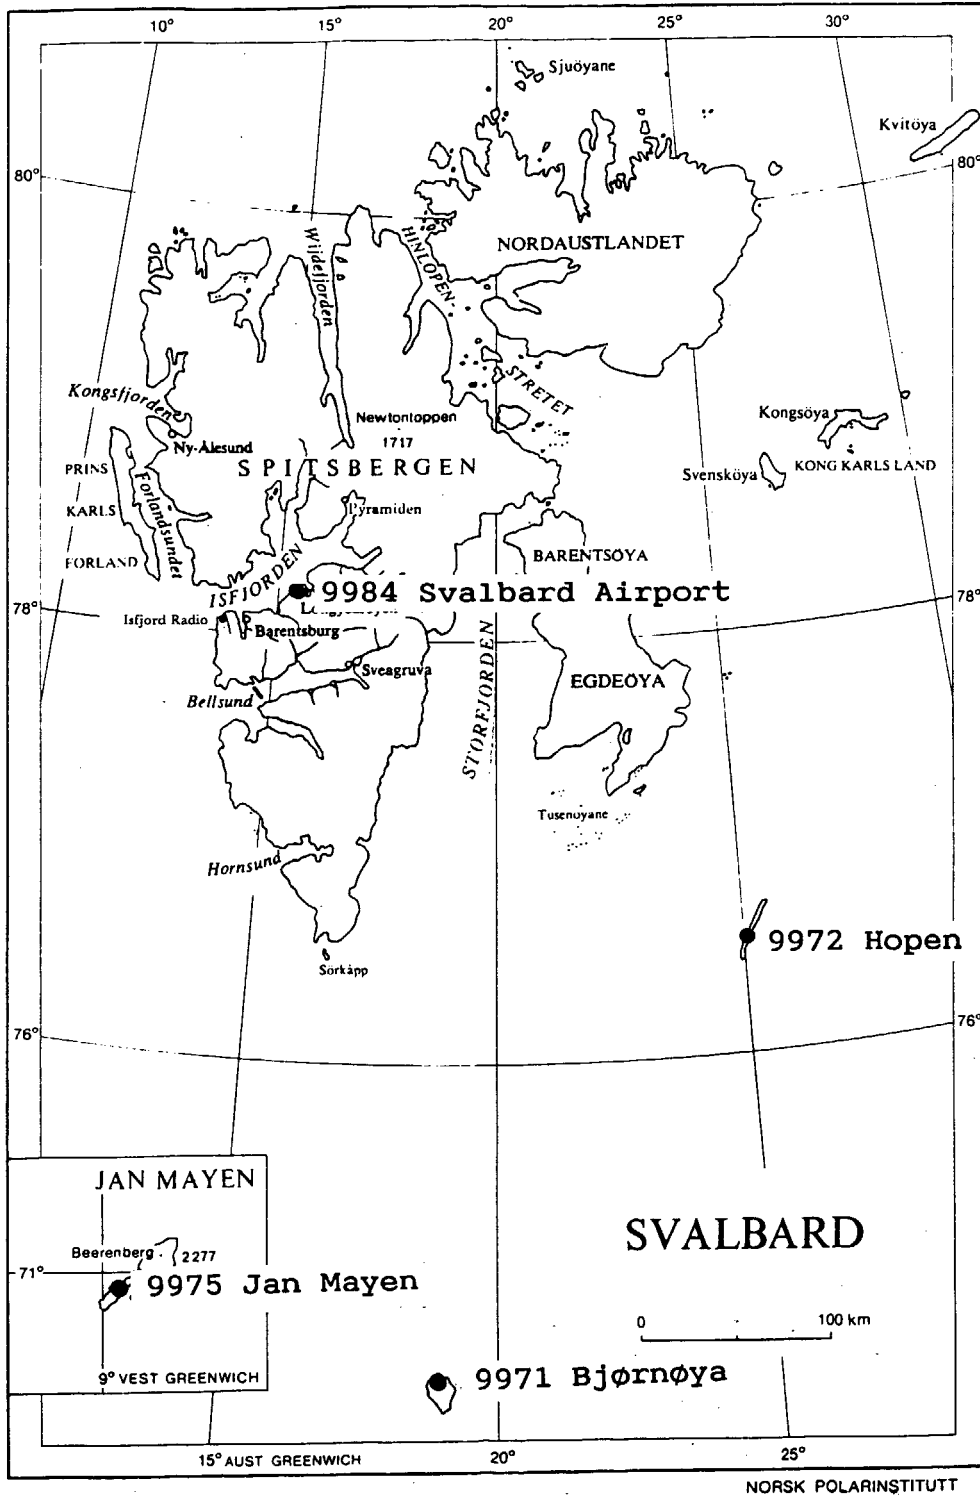 10°
15°
20°
25°
30°
Sjuöyane
Kvitöya
80°
80°
NORDAUSTLANDET
HINLOPEN-
STRETET
Wijdefjorden
Kongsfjorden
Ny-Ålesund
Newtontoppen
1717
Kongsöya
Svensköya
KONG KARLS LAND
SPITSBERGEN
PRINS
KARLS
FORLAND
Forlandsundet
Pyramiden
BARENTSÖYA
ISFJORDEN
9984 Svalbard Airport
78°
78°
Isfjord Radio
Barentsburg
Sveagruva
EGDEÖYA
Bellsund
STORFJORDEN
Tusenöyane
Hornsund
Sörkapp
9972 Hopen
76°
76°
JAN MAYEN
Beerenberg
2277
71°
9975 Jan Mayen
9° VEST GREENWICH
SVALBARD
0
100 km
9971 Bjørnøya
15° AUST GREENWICH
20°
25°
NORSK POLARINSTITUTT